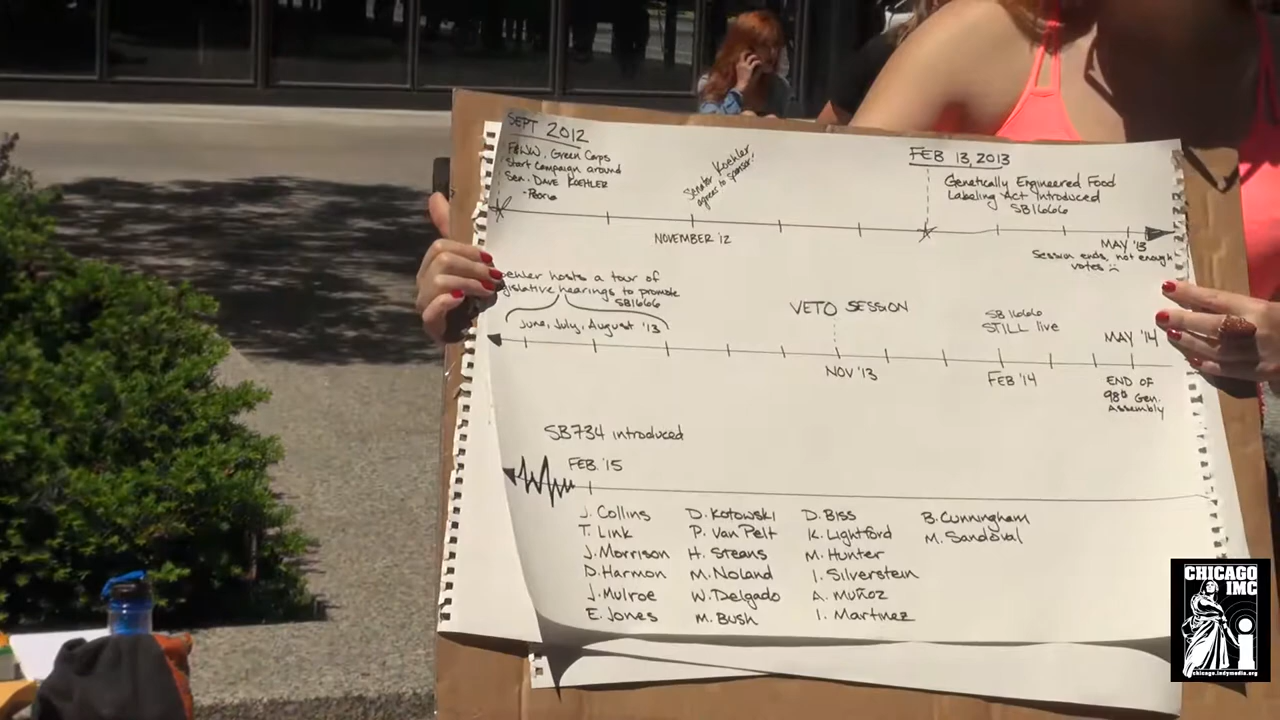 SEPT 2012
F&WW, Green Corps
Start campaign around
Sen. DAVE KOEHLER
- Peoria
Senator Koehler
agrees to sponsor!
NOVEMBER '12
FEB 13, 2013
Genetically Engineered Food
Labeling Act introduced
SB1666
MAY '13
Session ends, not enough
votes :(
oehler hosts a tour of
gislative hearings to promote
SB1666
June, July, August '13
VETO SESSION
NOV '13
SB 1666
STILL live
FEB '14
MAY '14
END OF
98th Gen.
Assembly
SB734 introduced
FEB. '15
J. Collins
T. Link
J. Morrison
D. Harmon
J. Mulroe
E. Jones
D. Kotowski
P. Van Pelt
H. Steans
M. Noland
W. Delgado
M. Bush
D. Biss
K. Lightford
M. Hunter
I. Silverstein
A. Muñoz
I. Martinez
B. Cunningham
M. Sandoval
CHICAGO
IMC
i
chicago.indymedia.org